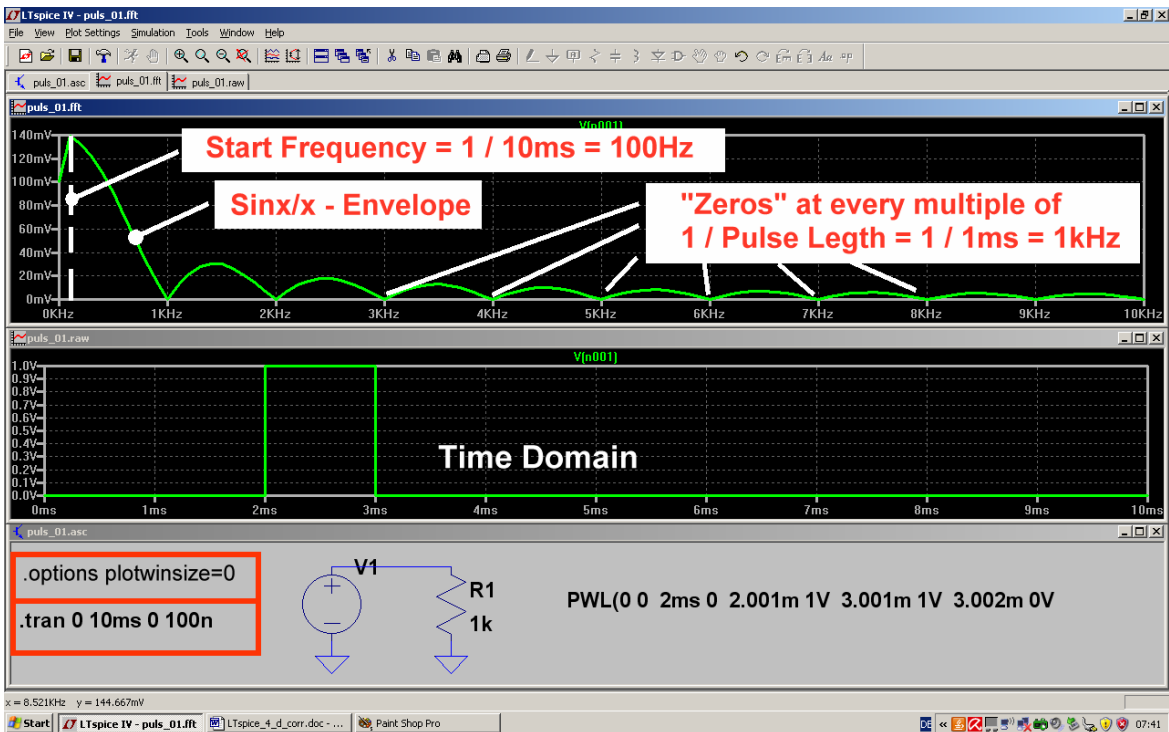 LTspice IV - puls_01.fft
File View Plot Settings Simulation Tools Window Help
puls_01.asc puls_01.fft puls_01.raw
puls_01.fft
V(n001)
140mV
120mV
100mV
80mV
60mV
40mV
20mV
0mV
Start Frequency = 1 / 10ms = 100Hz
Sinx/x - Envelope
"Zeros" at every multiple of
1 / Pulse Legth = 1 / 1ms = 1kHz
0KHz 1KHz 2KHz 3KHz 4KHz 5KHz 6KHz 7KHz 8KHz 9KHz 10KHz
puls_01.raw
V(n001)
1.0V
0.9V
0.8V
0.7V
0.6V
0.5V
0.4V
0.3V
0.2V
0.1V
0.0V
Time Domain
0ms 1ms 2ms 3ms 4ms 5ms 6ms 7ms 8ms 9ms 10ms
puls_01.asc
.options plotwinsize=0
.tran 0 10ms 0 100n
V1
R1
1k
PWL(0 0 2ms 0 2.001m 1V 3.001m 1V 3.002m 0V
x = 8.521KHz y = 144.667mV
Start LTspice IV - puls_01.fft LTspice_4_d_corr.doc - ... Paint Shop Pro DE « 07:41